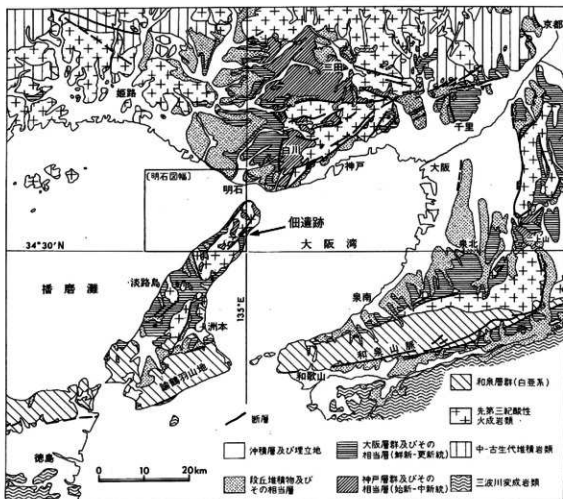 京都
三田
姫路
千里
白川
神戸
大阪
明石
[明石図幅]
佃遺跡
34°30'N
大阪湾
泉北
播磨灘
淡路島
泉南
135°E
洲本
和泉山脈
和歌山
諭鶴羽山地
徳島
断層
0 10 20km
和泉層群(白亜系)
先第三紀酸性
火成岩類
沖積層及び埋立地
大阪層群及びその
相当層(鮮新-更新統)
中-古生代堆積岩類
段丘堆積物及び
その相当層
神戸層群及びその
相当層(始新-中新統)
三波川変成岩類